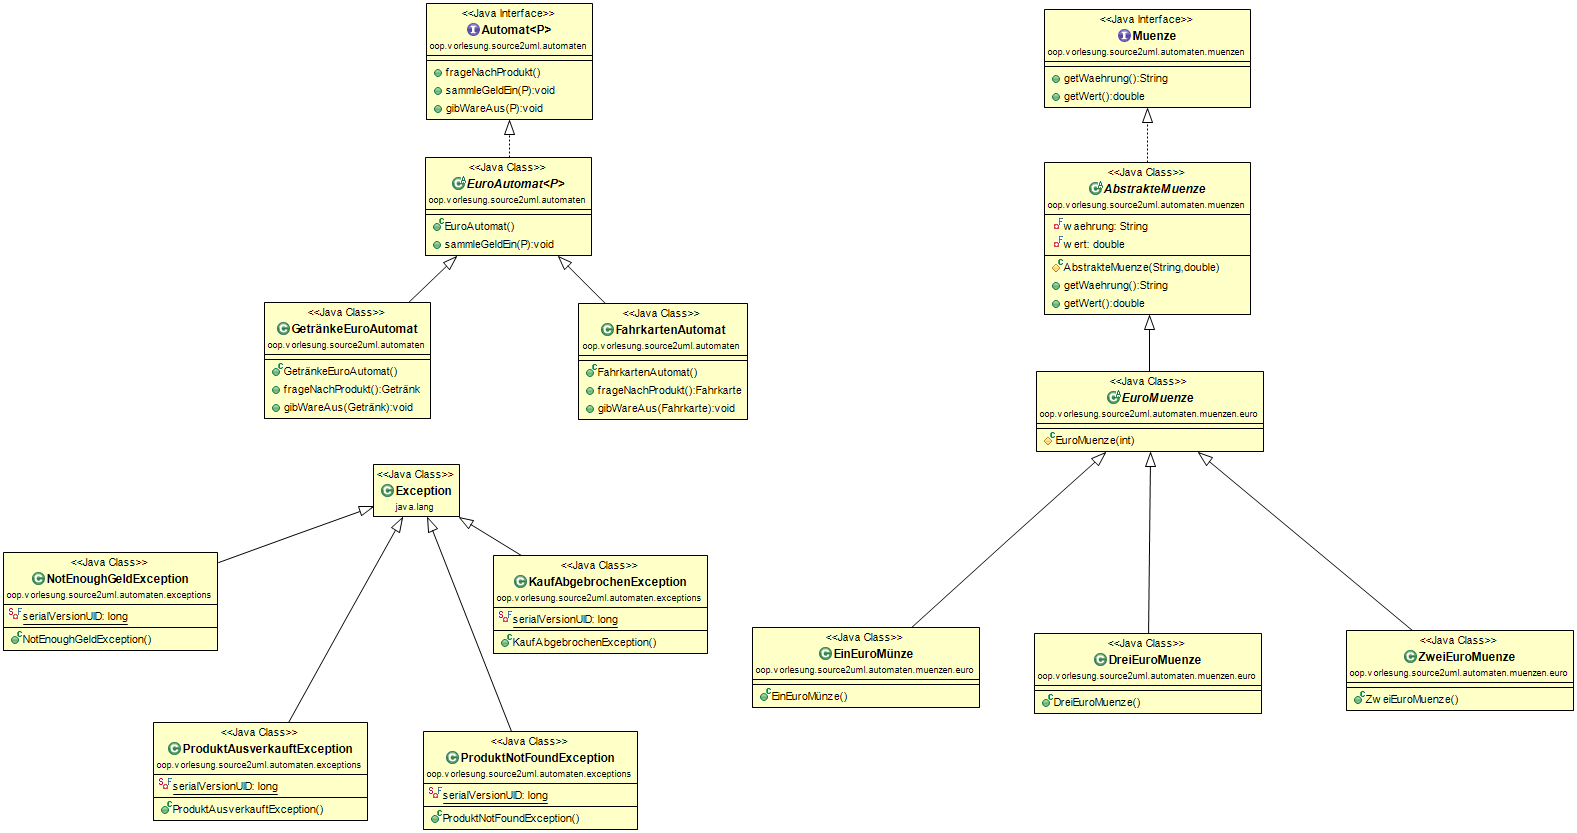 <<Java Interface>>
Automat<P>
oop.vorlesung.source2uml.automaten
frageNachProdukt()
sammleGeldEin(P):void
gibWareAus(P):void
<<Java Class>>
EuroAutomat<P>
oop.vorlesung.source2uml.automaten
EuroAutomat()
sammleGeldEin(P):void
<<Java Class>>
GetränkeEuroAutomat
oop.vorlesung.source2uml.automaten
GetränkeEuroAutomat()
frageNachProdukt():Getränk
gibWareAus(Getränk):void
<<Java Class>>
FahrkartenAutomat
oop.vorlesung.source2uml.automaten
FahrkartenAutomat()
frageNachProdukt():Fahrkarte
gibWareAus(Fahrkarte):void
<<Java Class>>
Exception
java.lang
<<Java Class>>
NotEnoughGeldException
oop.vorlesung.source2uml.automaten.exceptions
serialVersionUID: long
NotEnoughGeldException()
<<Java Class>>
KaufAbgebrochenException
oop.vorlesung.source2uml.automaten.exceptions
serialVersionUID: long
KaufAbgebrochenException()
<<Java Class>>
ProduktAusverkauftException
oop.vorlesung.source2uml.automaten.exceptions
serialVersionUID: long
ProduktAusverkauftException()
<<Java Class>>
ProduktNotFoundException
oop.vorlesung.source2uml.automaten.exceptions
serialVersionUID: long
ProduktNotFoundException()
<<Java Interface>>
Muenze
oop.vorlesung.source2uml.automaten.muenzen
getWaehrung():String
getWert():double
<<Java Class>>
AbstrakteMuenze
oop.vorlesung.source2uml.automaten.muenzen
waehrung: String
wert: double
AbstrakteMuenze(String,double)
getWaehrung():String
getWert():double
<<Java Class>>
EuroMuenze
oop.vorlesung.source2uml.automaten.muenzen.euro
EuroMuenze(int)
<<Java Class>>
EinEuroMünze
oop.vorlesung.source2uml.automaten.muenzen.euro
EinEuroMünze()
<<Java Class>>
DreiEuroMuenze
oop.vorlesung.source2uml.automaten.muenzen.euro
DreiEuroMuenze()
<<Java Class>>
ZweiEuroMuenze
oop.vorlesung.source2uml.automaten.muenzen.euro
ZweiEuroMuenze()